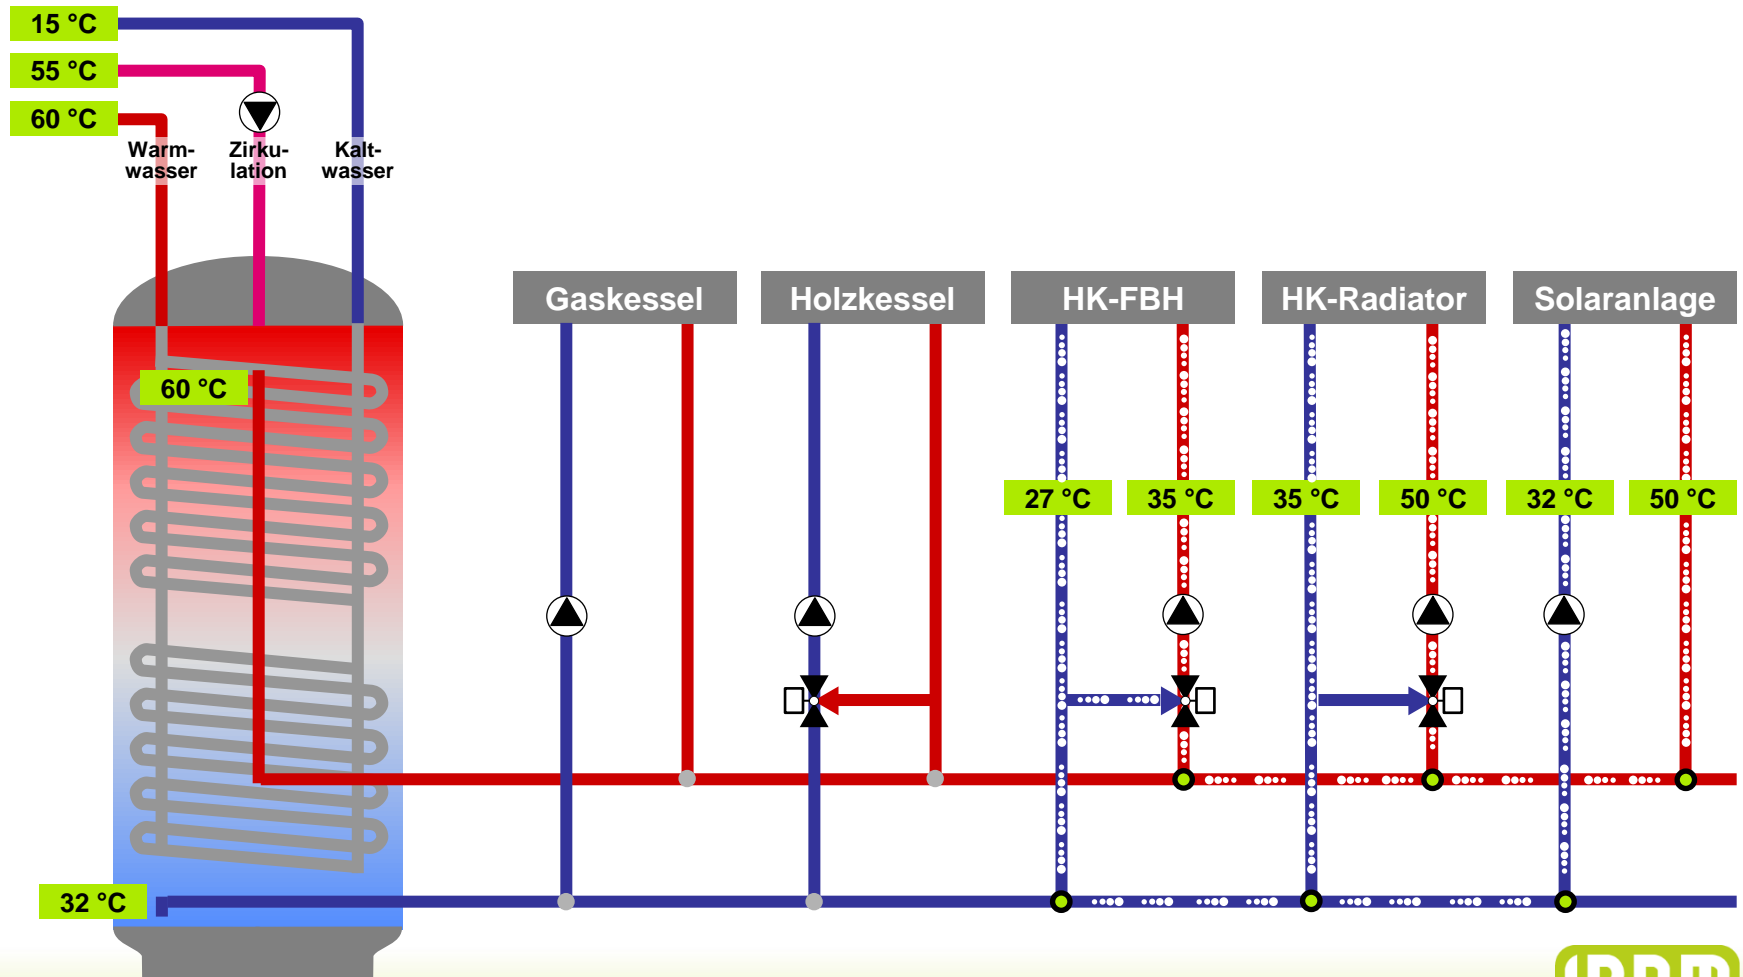 15 °C
55 °C
60 °C
Warm-
wasser
Zirku-
lation
Kalt-
wasser
Gaskessel
Holzkessel
HK-FBH
HK-Radiator
Solaranlage
60 °C
27 °C
35 °C
35 °C
50 °C
32 °C
50 °C
32 °C